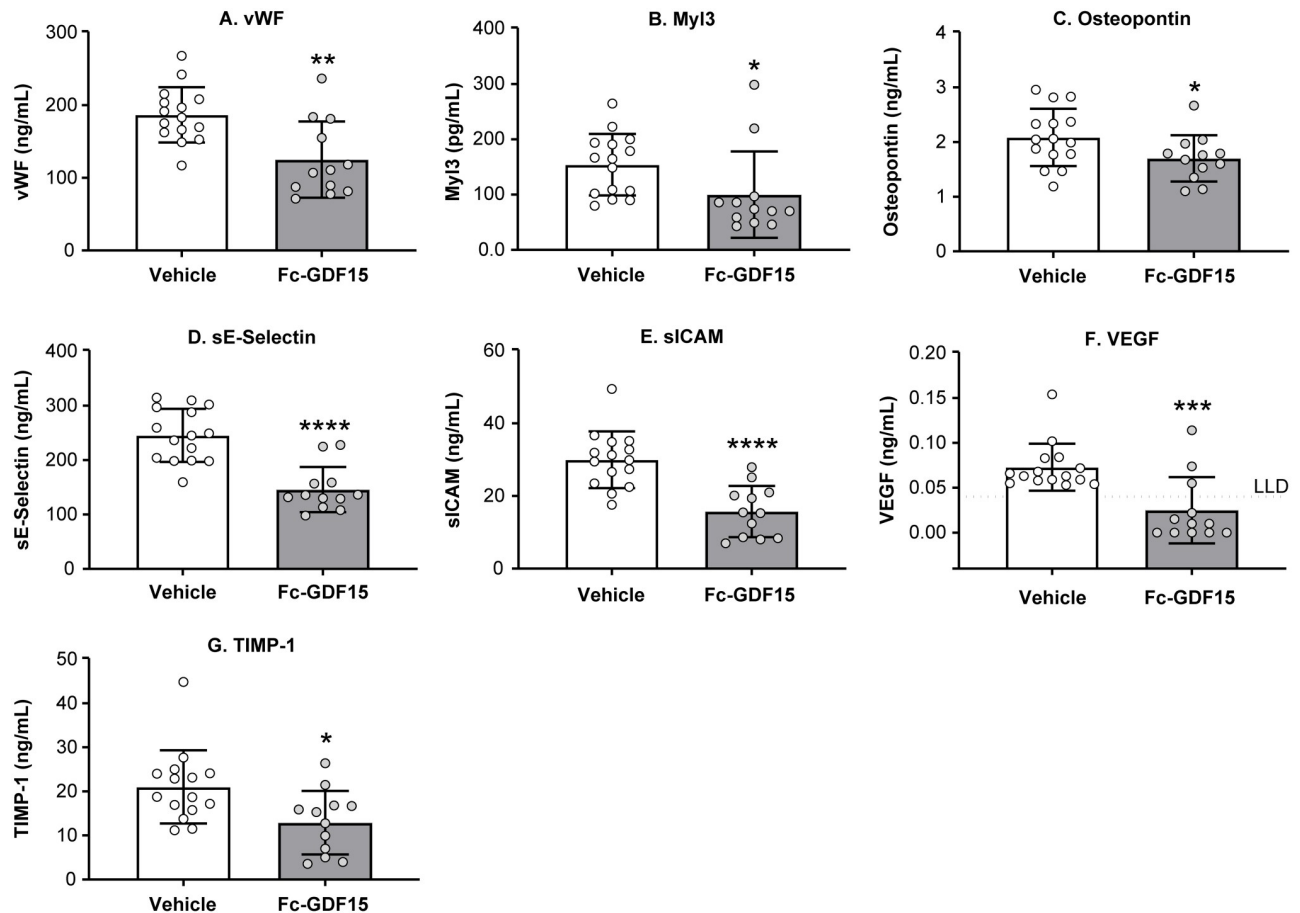 A. vWF
vWF (ng/mL)
300
200
100
0
**
Vehicle
Fc-GDF15
B. Myl3
Myl3 (pg/mL)
400
300
200
100
0.0
*
Vehicle
Fc-GDF15
C. Osteopontin
Osteopontin (ng/mL)
4
3
2
1
0
*
Vehicle
Fc-GDF15
D. sE-Selectin
sE-Selectin (ng/mL)
400
300
200
100
0
****
Vehicle
Fc-GDF15
E. sICAM
sICAM (ng/mL)
60
40
20
0
****
Vehicle
Fc-GDF15
F. VEGF
VEGF (ng/mL)
0.20
0.15
0.10
0.05
0.00
***
LLD
Vehicle
Fc-GDF15
G. TIMP-1
TIMP-1 (ng/mL)
50
40
30
20
10
0
*
Vehicle
Fc-GDF15